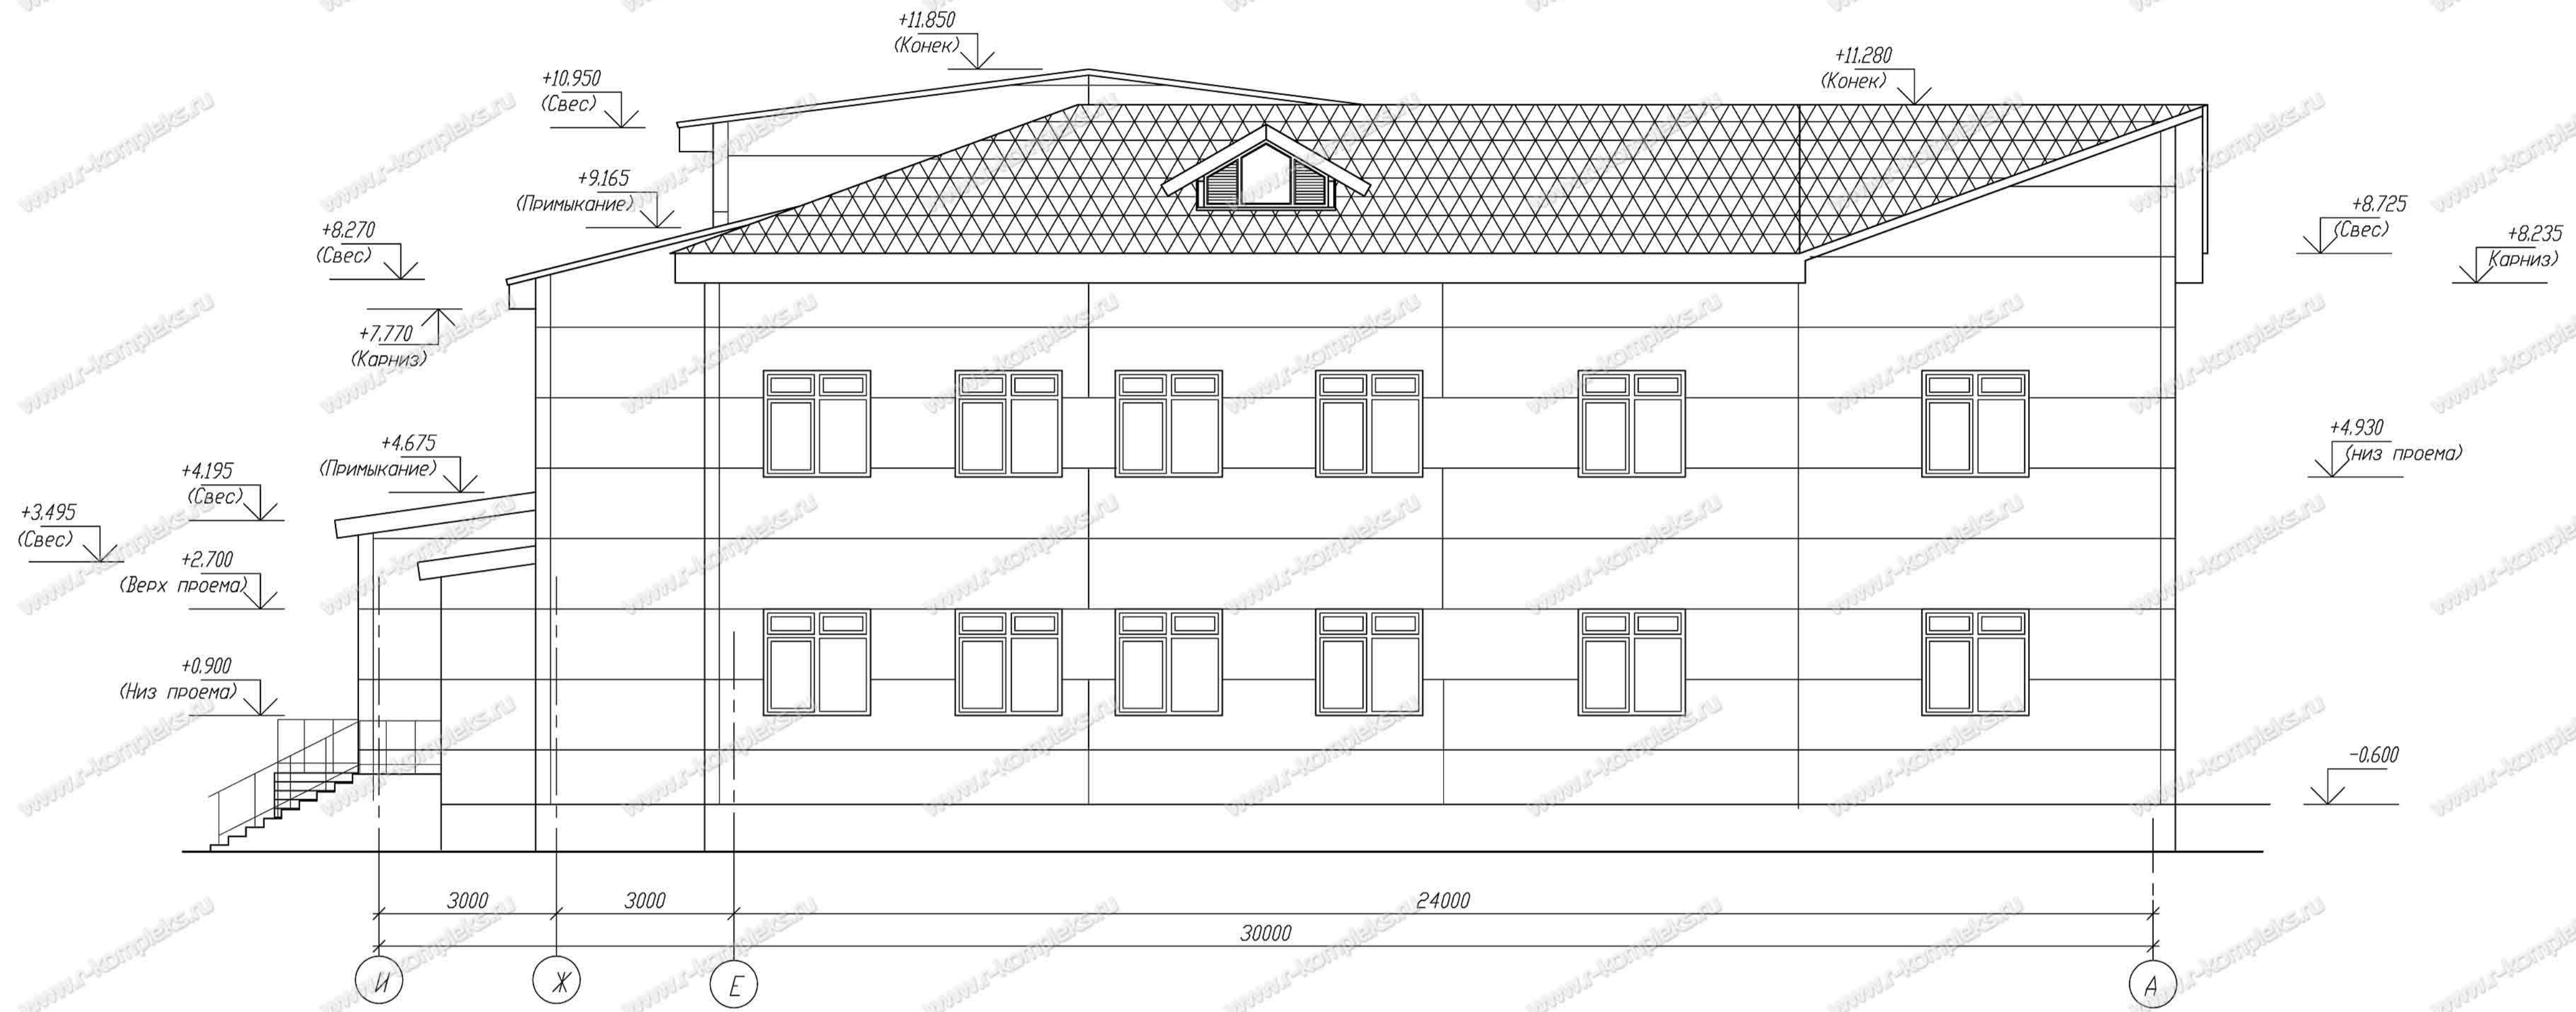 +11.850
(Конек)
+11.280
(Конек)
+10.950
(Свес)
+9.165
(Примыкание)
+8.270
(Свес)
+8.725
(Свес)
+8.235
Карниз)
+7.770
(Карниз)
+4.675
(Примыкание)
+4.930
(низ проема)
+4.195
(Свес)
+3.495
(Свес)
+2.700
(Верх проема)
+0.900
(Низ проема)
-0.600
3000
3000
24000
30000
И
Ж
Е
А
www.r-kompleks.ru